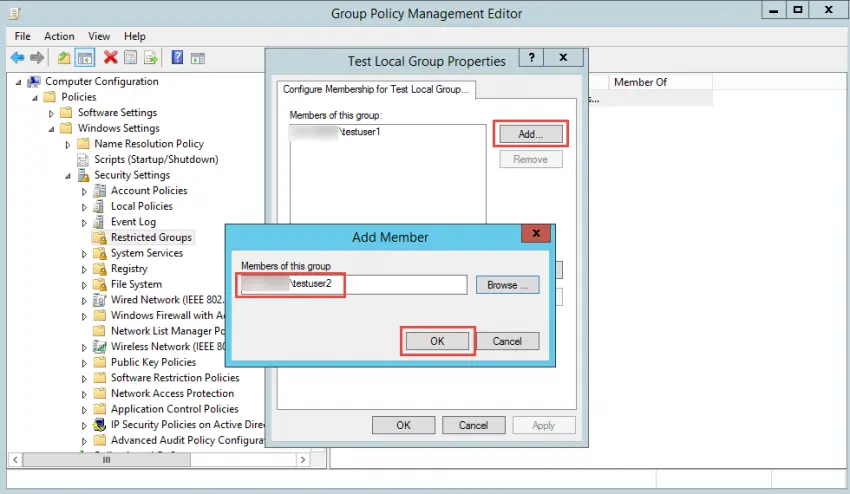 Group Policy Management Editor
File Action View Help
Test Local Group Properties
? x
Computer Configuration
Policies
Software Settings
Windows Settings
Name Resolution Policy
Scripts (Startup/Shutdown)
Security Settings
Account Policies
Local Policies
Event Log
Restricted Groups
System Services
Registry
File System
Wired Network (IEEE 802.
Windows Firewall with Ad
Network List Manager Po
Wireless Network (IEEE 80
Public Key Policies
Software Restriction Policies
Network Access Protection
Application Control Policies
IP Security Policies on Active Direc
Advanced Audit Policy Configura
Configure Membership for Test Local Group...
Members of this group:
\testuser1
Add...
Remove
Member Of
s...
Add Member
x
Members of this group
\testuser2
Browse ...
OK Cancel
OK Cancel Apply